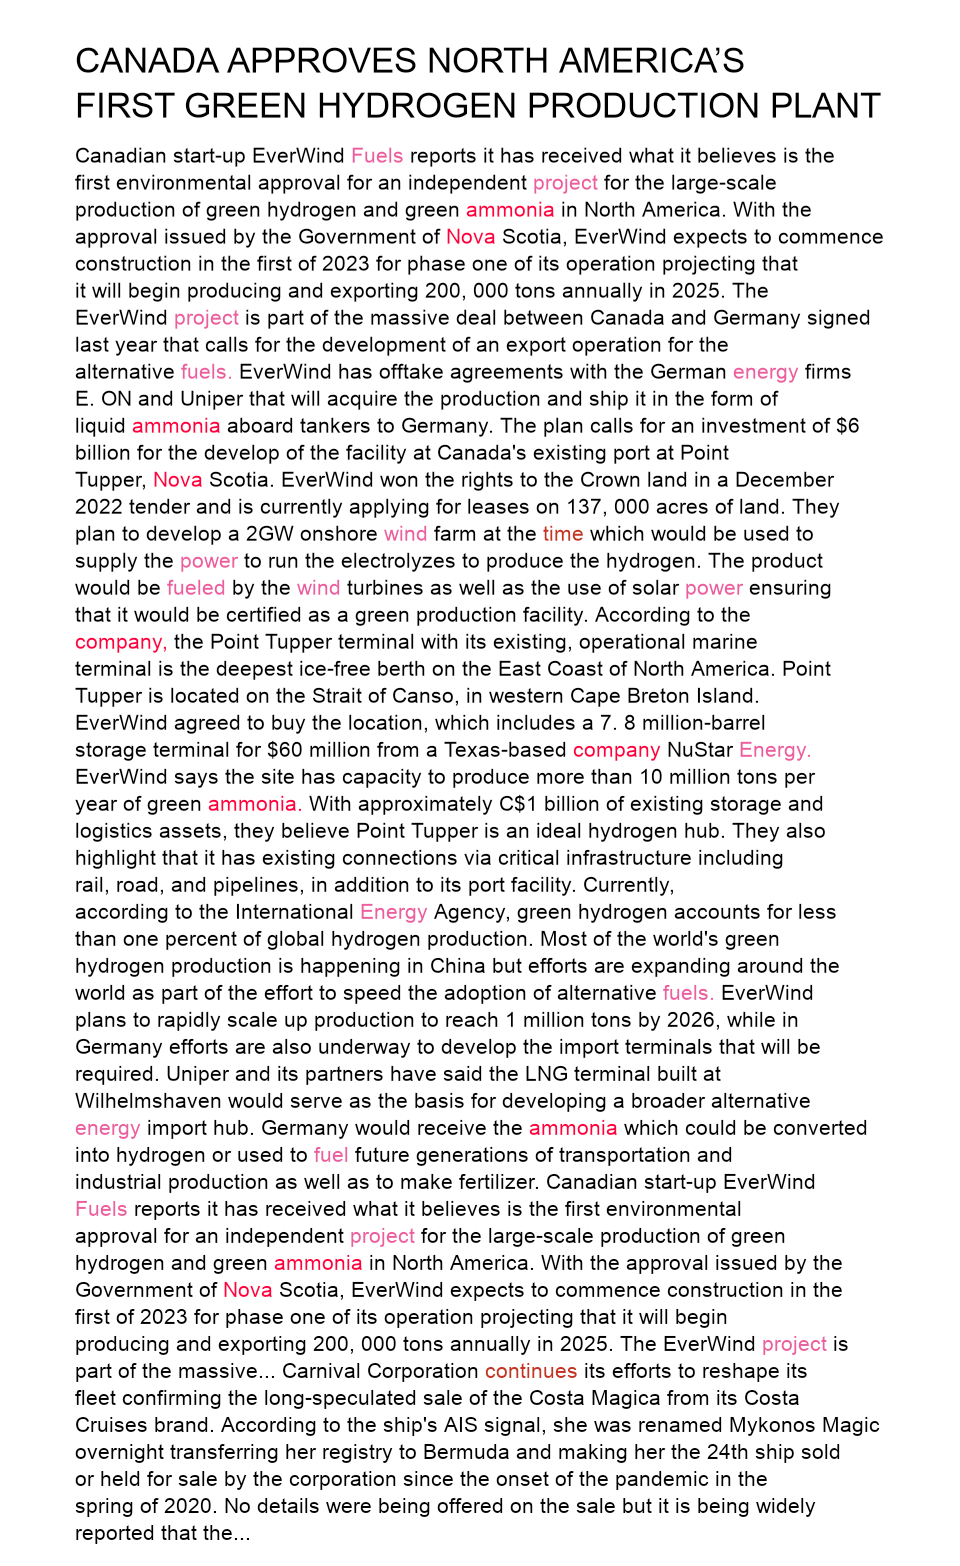 CANADA APPROVES NORTH AMERICA’S
FIRST GREEN HYDROGEN PRODUCTION PLANT
Canadian start-up EverWind Fuels reports it has received what it believes is the
first environmental approval for an independent project for the large-scale
production of green hydrogen and green ammonia in North America. With the
approval issued by the Government of Nova Scotia, EverWind expects to commence
construction in the first of 2023 for phase one of its operation projecting that
it will begin producing and exporting 200, 000 tons annually in 2025. The
EverWind project is part of the massive deal between Canada and Germany signed
last year that calls for the development of an export operation for the
alternative fuels. EverWind has offtake agreements with the German energy firms
E. ON and Uniper that will acquire the production and ship it in the form of
liquid ammonia aboard tankers to Germany. The plan calls for an investment of $6
billion for the develop of the facility at Canada's existing port at Point
Tupper, Nova Scotia. EverWind won the rights to the Crown land in a December
2022 tender and is currently applying for leases on 137, 000 acres of land. They
plan to develop a 2GW onshore wind farm at the time which would be used to
supply the power to run the electrolyzes to produce the hydrogen. The product
would be fueled by the wind turbines as well as the use of solar power ensuring
that it would be certified as a green production facility. According to the
company, the Point Tupper terminal with its existing, operational marine
terminal is the deepest ice-free berth on the East Coast of North America. Point
Tupper is located on the Strait of Canso, in western Cape Breton Island.
EverWind agreed to buy the location, which includes a 7. 8 million-barrel
storage terminal for $60 million from a Texas-based company NuStar Energy.
EverWind says the site has capacity to produce more than 10 million tons per
year of green ammonia. With approximately C$1 billion of existing storage and
logistics assets, they believe Point Tupper is an ideal hydrogen hub. They also
highlight that it has existing connections via critical infrastructure including
rail, road, and pipelines, in addition to its port facility. Currently,
according to the International Energy Agency, green hydrogen accounts for less
than one percent of global hydrogen production. Most of the world's green
hydrogen production is happening in China but efforts are expanding around the
world as part of the effort to speed the adoption of alternative fuels. EverWind
plans to rapidly scale up production to reach 1 million tons by 2026, while in
Germany efforts are also underway to develop the import terminals that will be
required. Uniper and its partners have said the LNG terminal built at
Wilhelmshaven would serve as the basis for developing a broader alternative
energy import hub. Germany would receive the ammonia which could be converted
into hydrogen or used to fuel future generations of transportation and
industrial production as well as to make fertilizer. Canadian start-up EverWind
Fuels reports it has received what it believes is the first environmental
approval for an independent project for the large-scale production of green
hydrogen and green ammonia in North America. With the approval issued by the
Government of Nova Scotia, EverWind expects to commence construction in the
first of 2023 for phase one of its operation projecting that it will begin
producing and exporting 200, 000 tons annually in 2025. The EverWind project is
part of the massive... Carnival Corporation continues its efforts to reshape its
fleet confirming the long-speculated sale of the Costa Magica from its Costa
Cruises brand. According to the ship's AIS signal, she was renamed Mykonos Magic
overnight transferring her registry to Bermuda and making her the 24th ship sold
or held for sale by the corporation since the onset of the pandemic in the
spring of 2020. No details were being offered on the sale but it is being widely
reported that the...